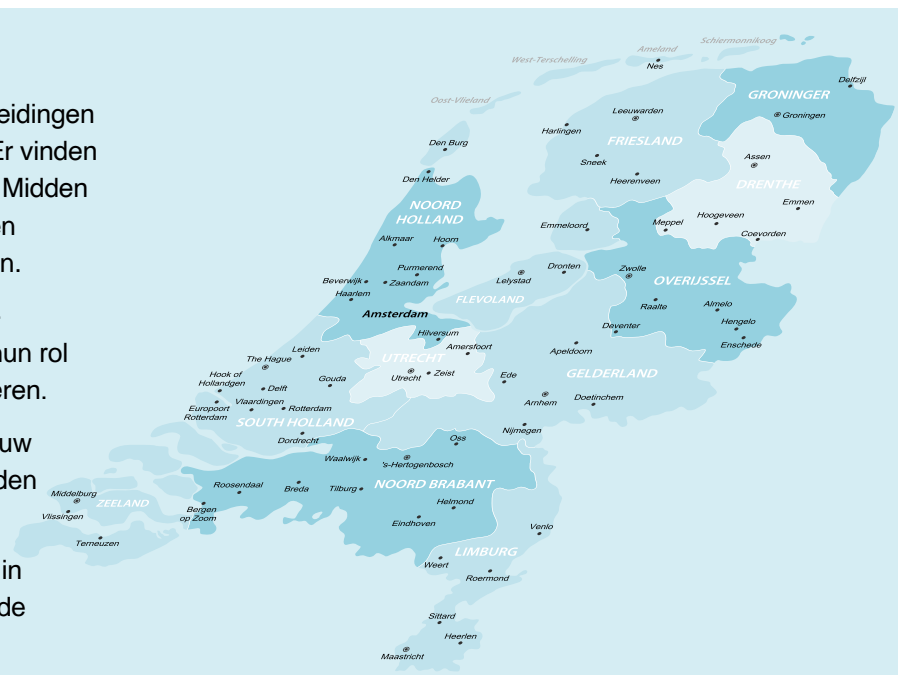 eidingen
Er vinden
Midden
en
n.
un rol
eren.
uw
den
in
de
Schiermonnikoog
Ameland
West-Terschelling
Nes
Oost-Vlieland
Delfzijl
GRONINGER
Groningen
Leeuwarden
Harlingen
FRIESLAND
Sneek
Heerenveen
Assen
DRENTHE
Emmen
Hoogeveen
Meppel
Coevorden
Den Burg
Den Helder
NOORD
HOLLAND
Alkmaar
Hoorn
Purmerend
Beverwijk
Zaandam
Haarlem
Amsterdam
Hilversum
Emmeloord
Dronten
Lelystad
FLEVOLAND
Zwolle
OVERIJSSEL
Raalte
Almelo
Hengelo
Enschede
Deventer
Amersfoort
UTRECHT
Utrecht
Zeist
Apeldoorn
Ede
GELDERLAND
Arnhem
Doetinchem
Nijmegen
Leiden
The Hague
Hook of
Hollandgen
Delft
Gouda
Vlaardingen
Europoort
Rotterdam
Rotterdam
SOUTH HOLLAND
Dordrecht
Oss
Waalwijk
's-Hertogenbosch
NOORD BRABANT
Roosendaal
Breda
Tilburg
Helmond
Eindhoven
Bergen
op Zoom
Middelburg
ZEELAND
Vlissingen
Terneuzen
Venlo
LIMBURG
Weert
Roermond
Sittard
Heerlen
Maastricht